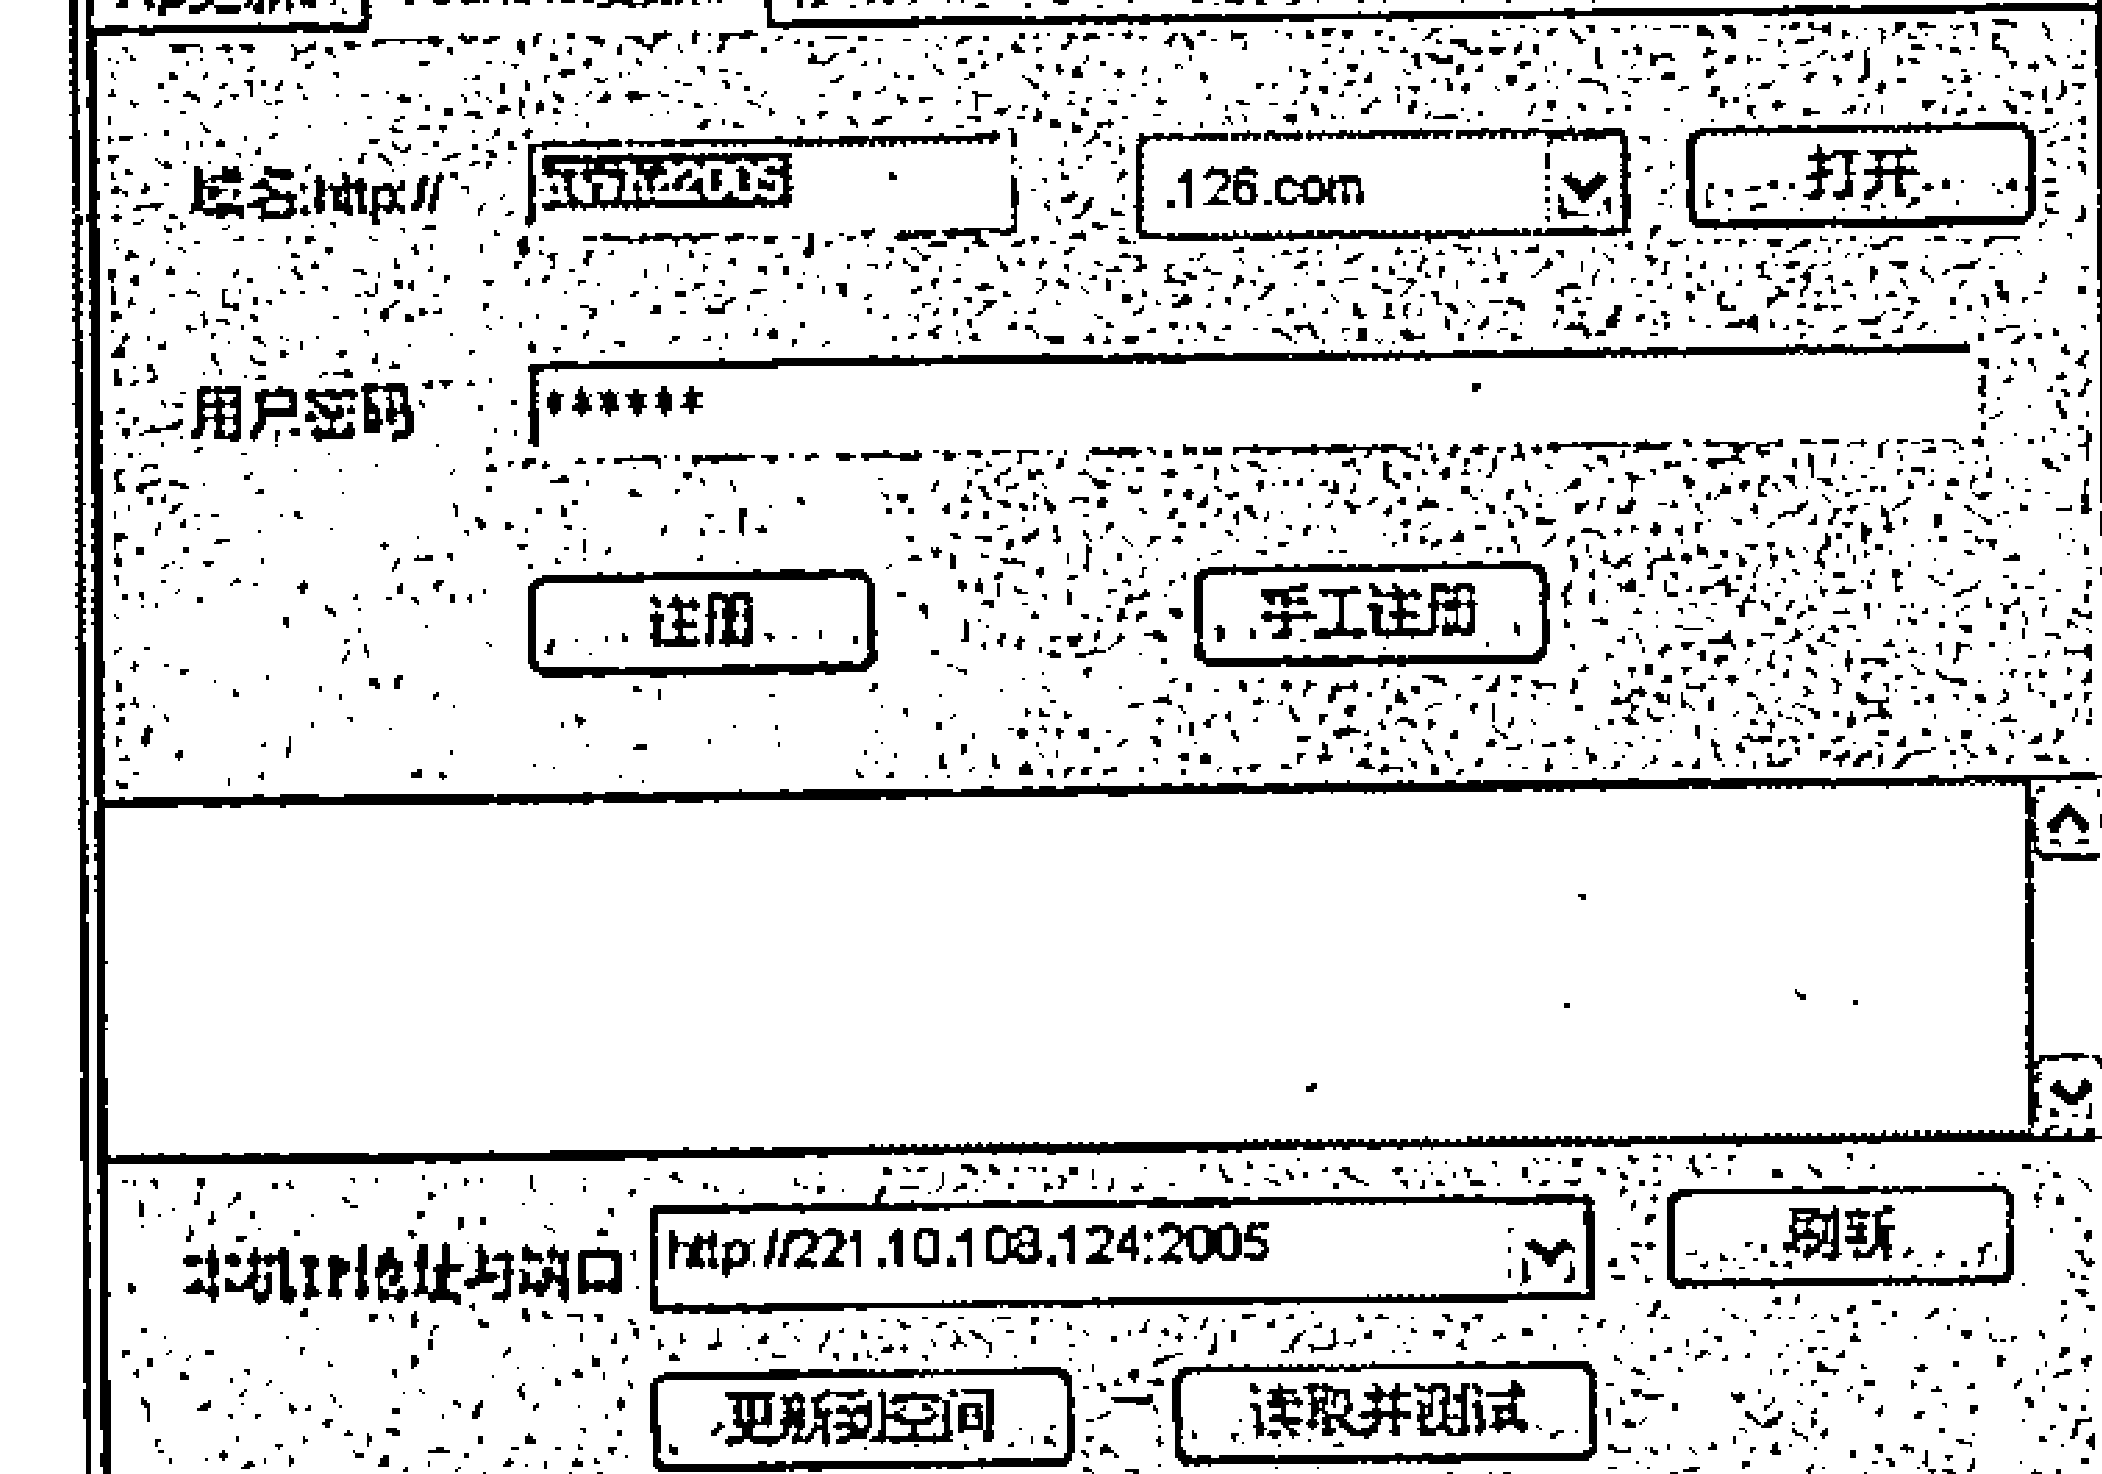 域名:http:// .126.com 打开
用户密码 ******
注册 手工注册
本机IP地址与端口 http://221.10.108.124:2005 刷新
更新到空间 读取并测试